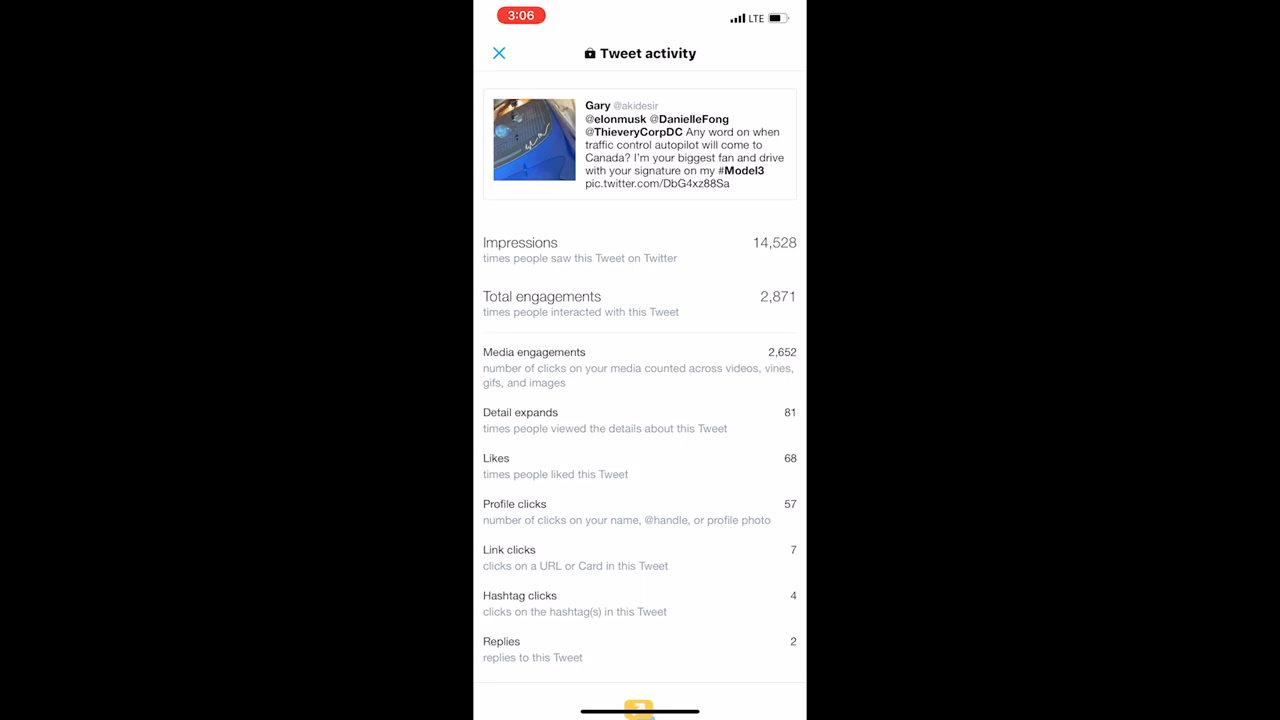 3:06
LTE
Tweet activity
Gary @akidesir
@elonmusk @DanielleFong
@ThieveryCorpDC Any word on when
traffic control autopilot will come to
Canada? I'm your biggest fan and drive
with your signature on my #Model3
pic.twitter.com/DbG4xz88Sa
Impressions 14,528
times people saw this Tweet on Twitter
Total engagements 2,871
times people interacted with this Tweet
Media engagements 2,652
number of clicks on your media counted across videos, vines,
gifs, and images
Detail expands 81
times people viewed the details about this Tweet
Likes 68
times people liked this Tweet
Profile clicks 57
number of clicks on your name, @handle, or profile photo
Link clicks 7
clicks on a URL or Card in this Tweet
Hashtag clicks 4
clicks on the hashtag(s) in this Tweet
Replies 2
replies to this Tweet